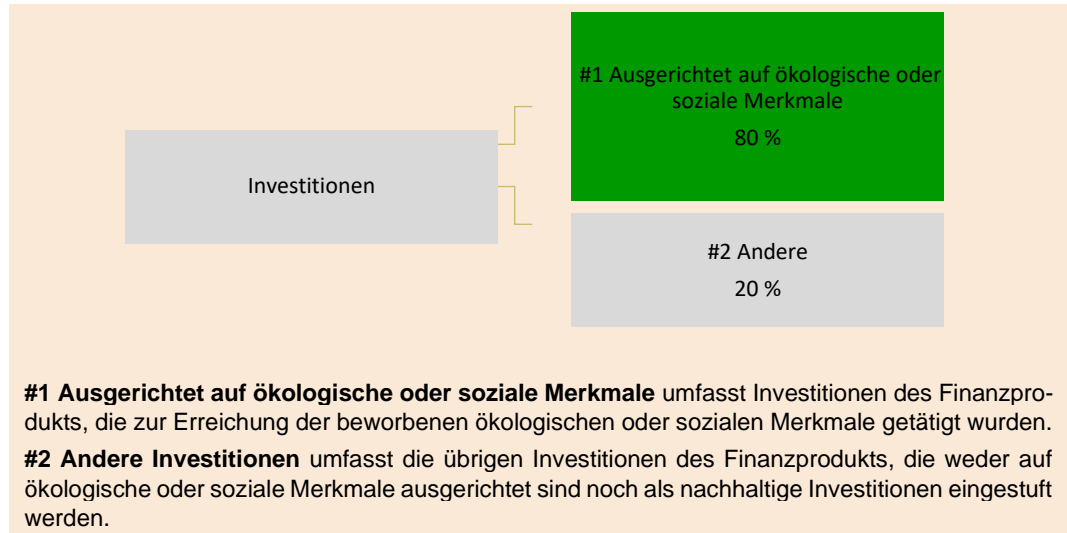 #1 Ausgerichtet auf ökologische oder
soziale Merkmale
80 %
Investitionen
#2 Andere
20 %
#1 Ausgerichtet auf ökologische oder soziale Merkmale umfasst Investitionen des Finanzpro-
dukts, die zur Erreichung der beworbenen ökologischen oder sozialen Merkmale getätigt wurden.
#2 Andere Investitionen umfasst die übrigen Investitionen des Finanzprodukts, die weder auf
ökologische oder soziale Merkmale ausgerichtet sind noch als nachhaltige Investitionen eingestuft
werden.